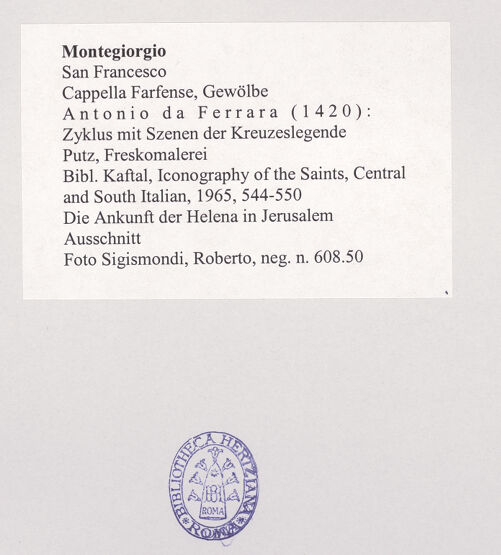 Montegiorgio
San Francesco
Cappella Farfense, Gewölbe
Antonio da Ferrara (1420):
Zyklus mit Szenen der Kreuzeslegende
Putz, Freskomalerei
Bibl. Kaftal, Iconography of the Saints, Central
and South Italian, 1965, 544-550
Die Ankunft der Helena in Jerusalem
Ausschnitt
Foto Sigismondi, Roberto, neg. n. 608.50
*BIBLIOTHECA HERTZIANA*
ROMA
ROMA